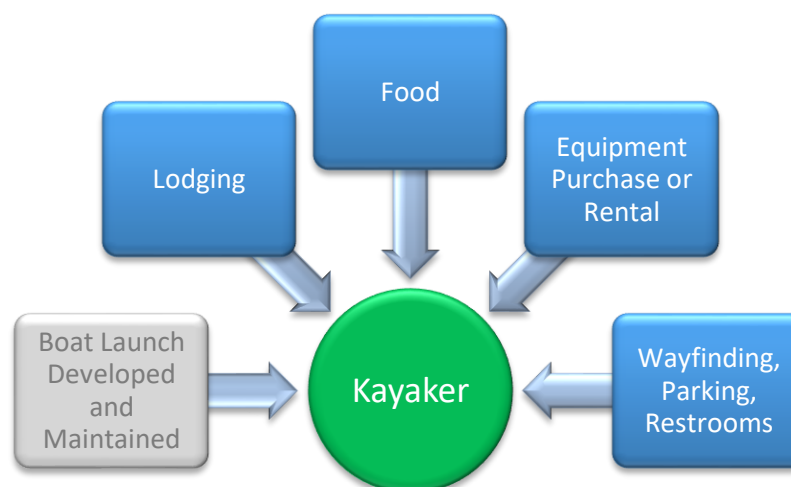 Food
Lodging
Equipment
Purchase or
Rental
Boat Launch
Developed
and
Maintained
Kayaker
Wayfinding,
Parking,
Restrooms